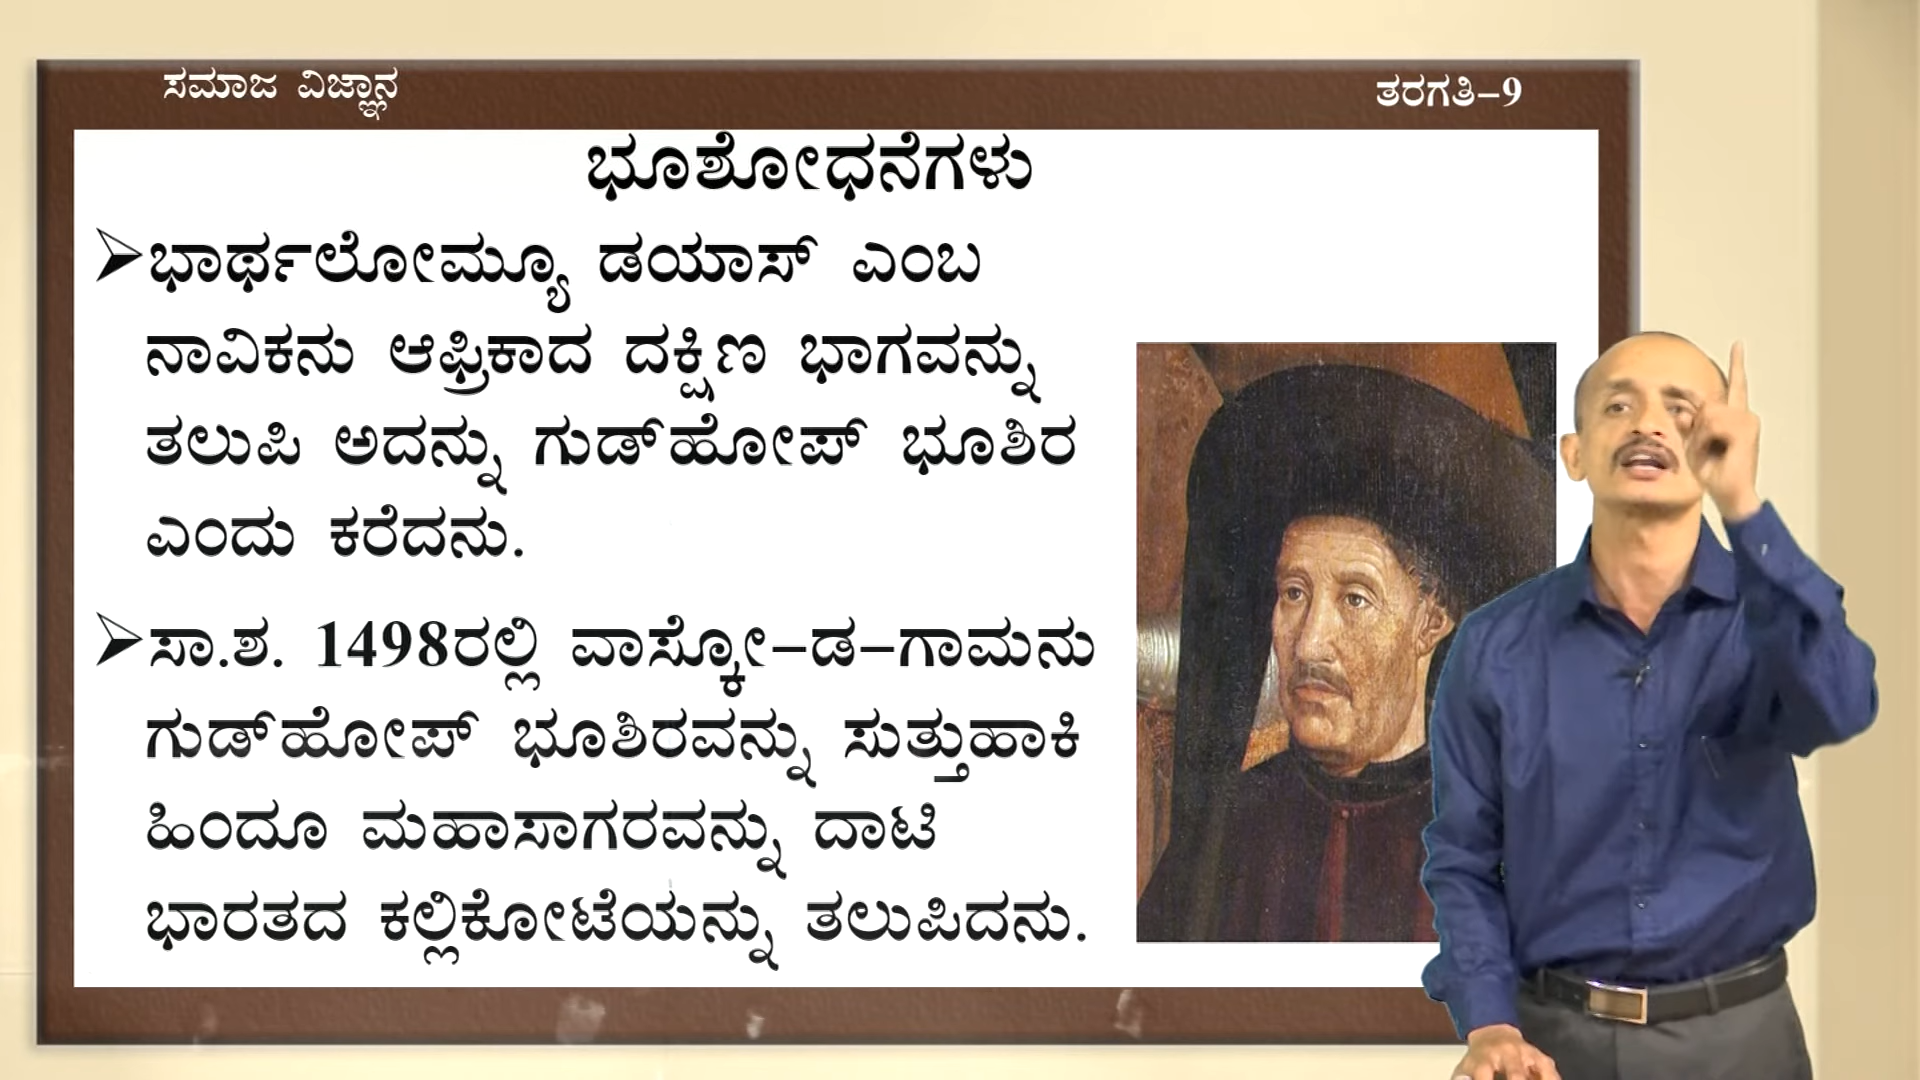 ಸಮಾಜ ವಿಜ್ಞಾನ
ತರಗತಿ-9
ಭೂಶೋಧನೆಗಳು
ಭಾರ್ಥಲೋಮ್ಯೂ ಡಯಾಸ್ ಎಂಬ
ನಾವಿಕನು ಆಫ್ರಿಕಾದ ದಕ್ಷಿಣ ಭಾಗವನ್ನು
ತಲುಪಿ ಅದನ್ನು ಗುಡ್‌ಹೋಪ್ ಭೂಶಿರ
ಎಂದು ಕರೆದನು.
ಸಾ.ಶ. 1498ರಲ್ಲಿ ವಾಸ್ಕೋ-ಡ-ಗಾಮನು
ಗುಡ್‌ಹೋಪ್ ಭೂಶಿರವನ್ನು ಸುತ್ತುಹಾಕಿ
ಹಿಂದೂ ಮಹಾಸಾಗರವನ್ನು ದಾಟಿ
ಭಾರತದ ಕಲ್ಲಿಕೋಟೆಯನ್ನು ತಲುಪಿದನು.